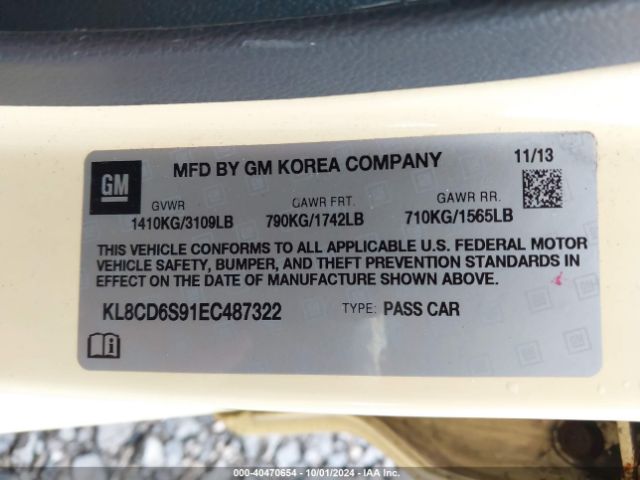 GM
MFD BY GM KOREA COMPANY
11/13
GVWR
GAWR FRT.
GAWR RR.
1410KG/3109LB
790KG/1742LB
710KG/1565LB
THIS VEHICLE CONFORMS TO ALL APPLICABLE U.S. FEDERAL MOTOR
VEHICLE SAFETY, BUMPER, AND THEFT PREVENTION STANDARDS IN
EFFECT ON THE DATE OF MANUFACTURE SHOWN ABOVE.
KL8CD6S91EC487322
TYPE: PASS CAR
000-40470654 - 10/01/2024 - IAA Inc.